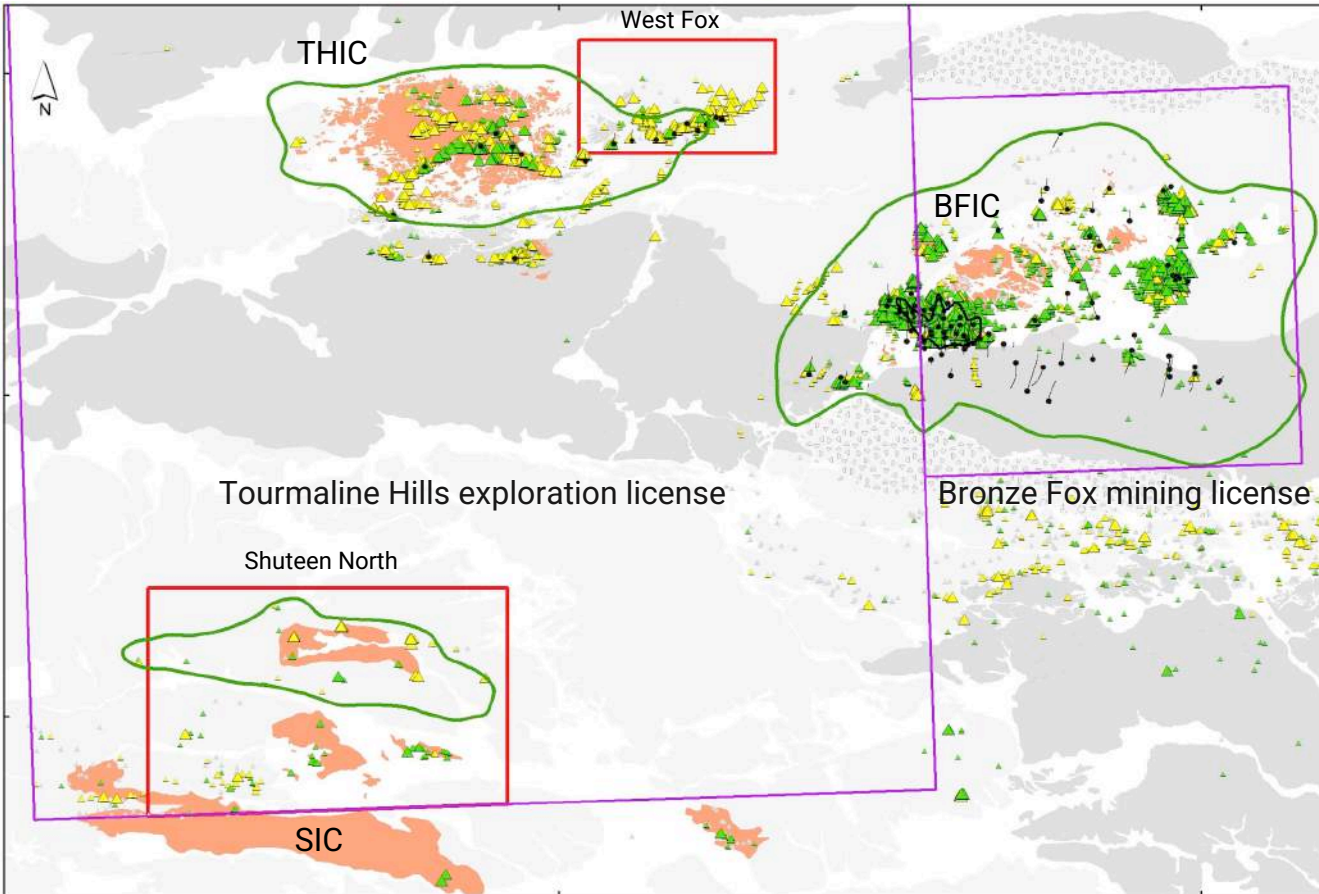 West Fox
THIC
N
BFIC
Tourmaline Hills exploration license
Bronze Fox mining license
Shuteen North
SIC